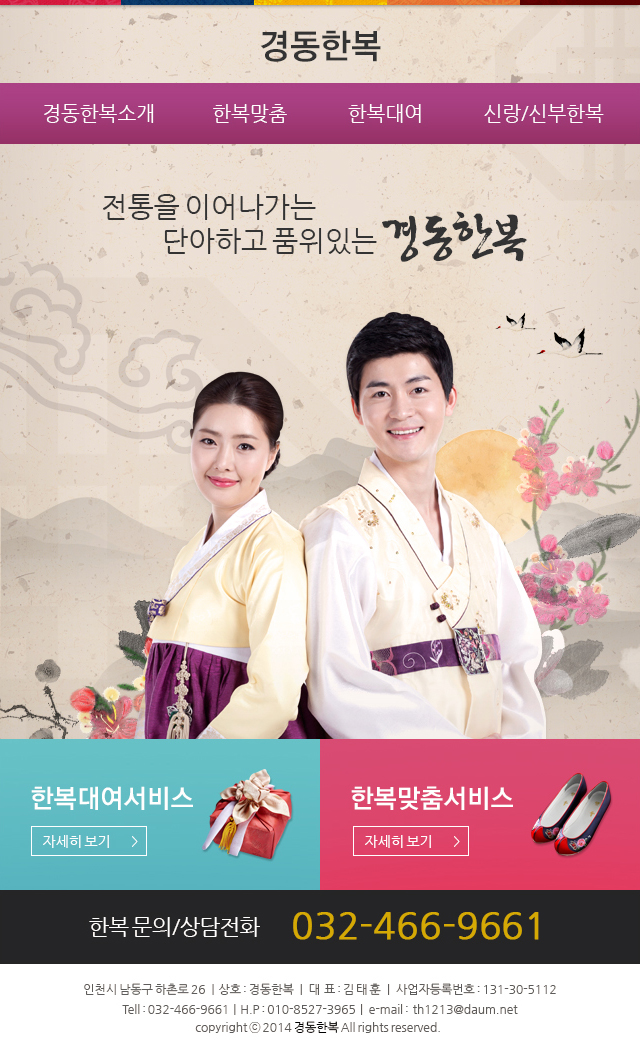 경동한복
경동한복소개 한복맞춤 한복대여 신랑/신부한복
전통을 이어나가는
단아하고 품위있는 경동한복
한복대여서비스 한복맞춤서비스
자세히 보기 > 자세히 보기 >
한복 문의/상담전화 032-466-9661
인천시 남동구 하촌로 26 | 상호 : 경동한복 | 대 표 : 김 태 훈 | 사업자등록번호 : 131-30-5112
Tell : 032-466-9661 | H.P : 010-8527-3965 | e-mail : th1213@daum.net
copyright ⓒ 2014 경동한복 All rights reserved.